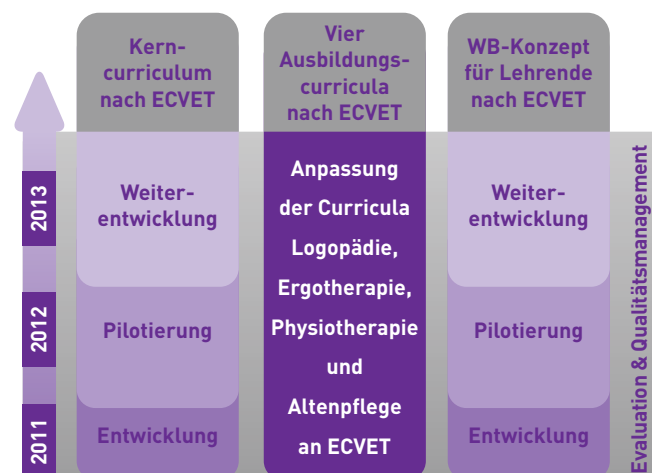 Kern-
curriculum
nach ECVET
Vier
Ausbildungs-
curricula
nach ECVET
WB-Konzept
für Lehrende
nach ECVET
2013
2012
2011
Weiter-
entwicklung
Pilotierung
Entwicklung
Anpassung
der Curricula
Logopädie,
Ergotherapie,
Physiotherapie
und
Altenpflege
an ECVET
Weiter-
entwicklung
Pilotierung
Entwicklung
Evaluation & Qualitätsmanagement